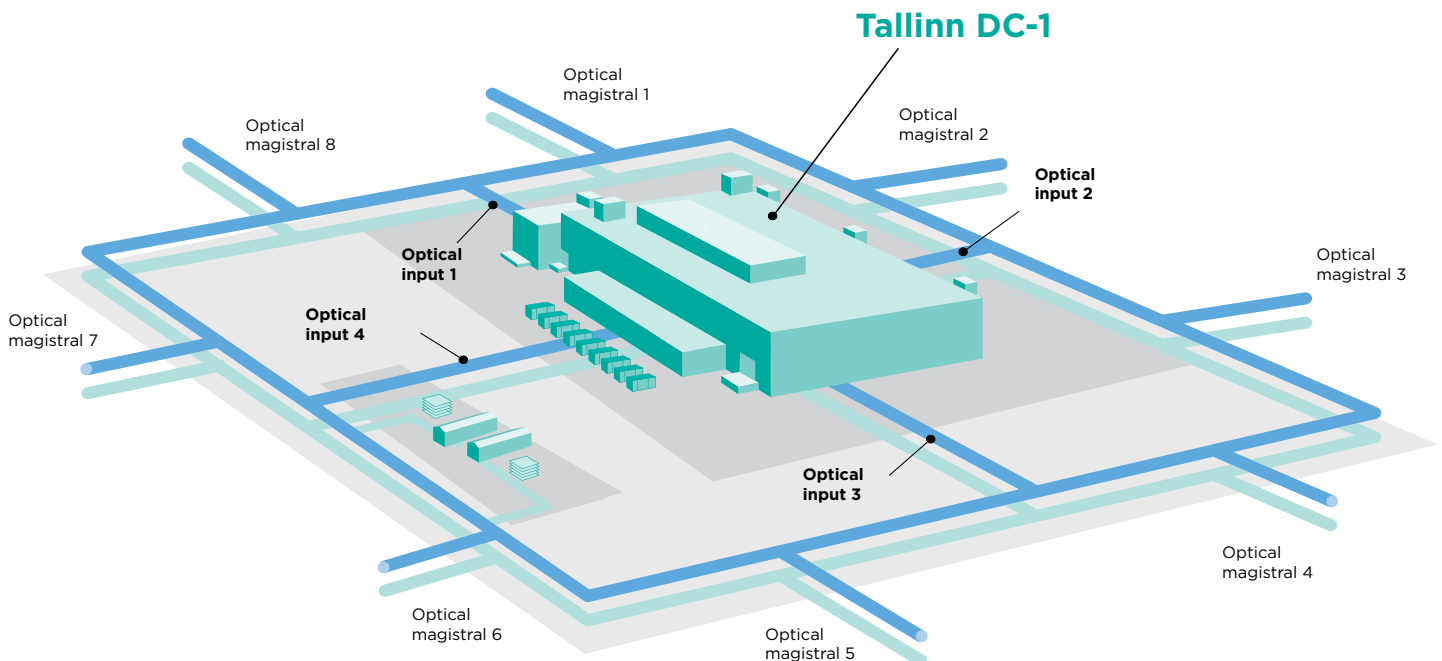 Tallinn DC-1
Optical
magistral 1
Optical
magistral 2
Optical
magistral 8
Optical
input 2
Optical
input 1
Optical
magistral 3
Optical
input 4
Optical
magistral 7
Optical
input 3
Optical
magistral 4
Optical
magistral 6
Optical
magistral 5